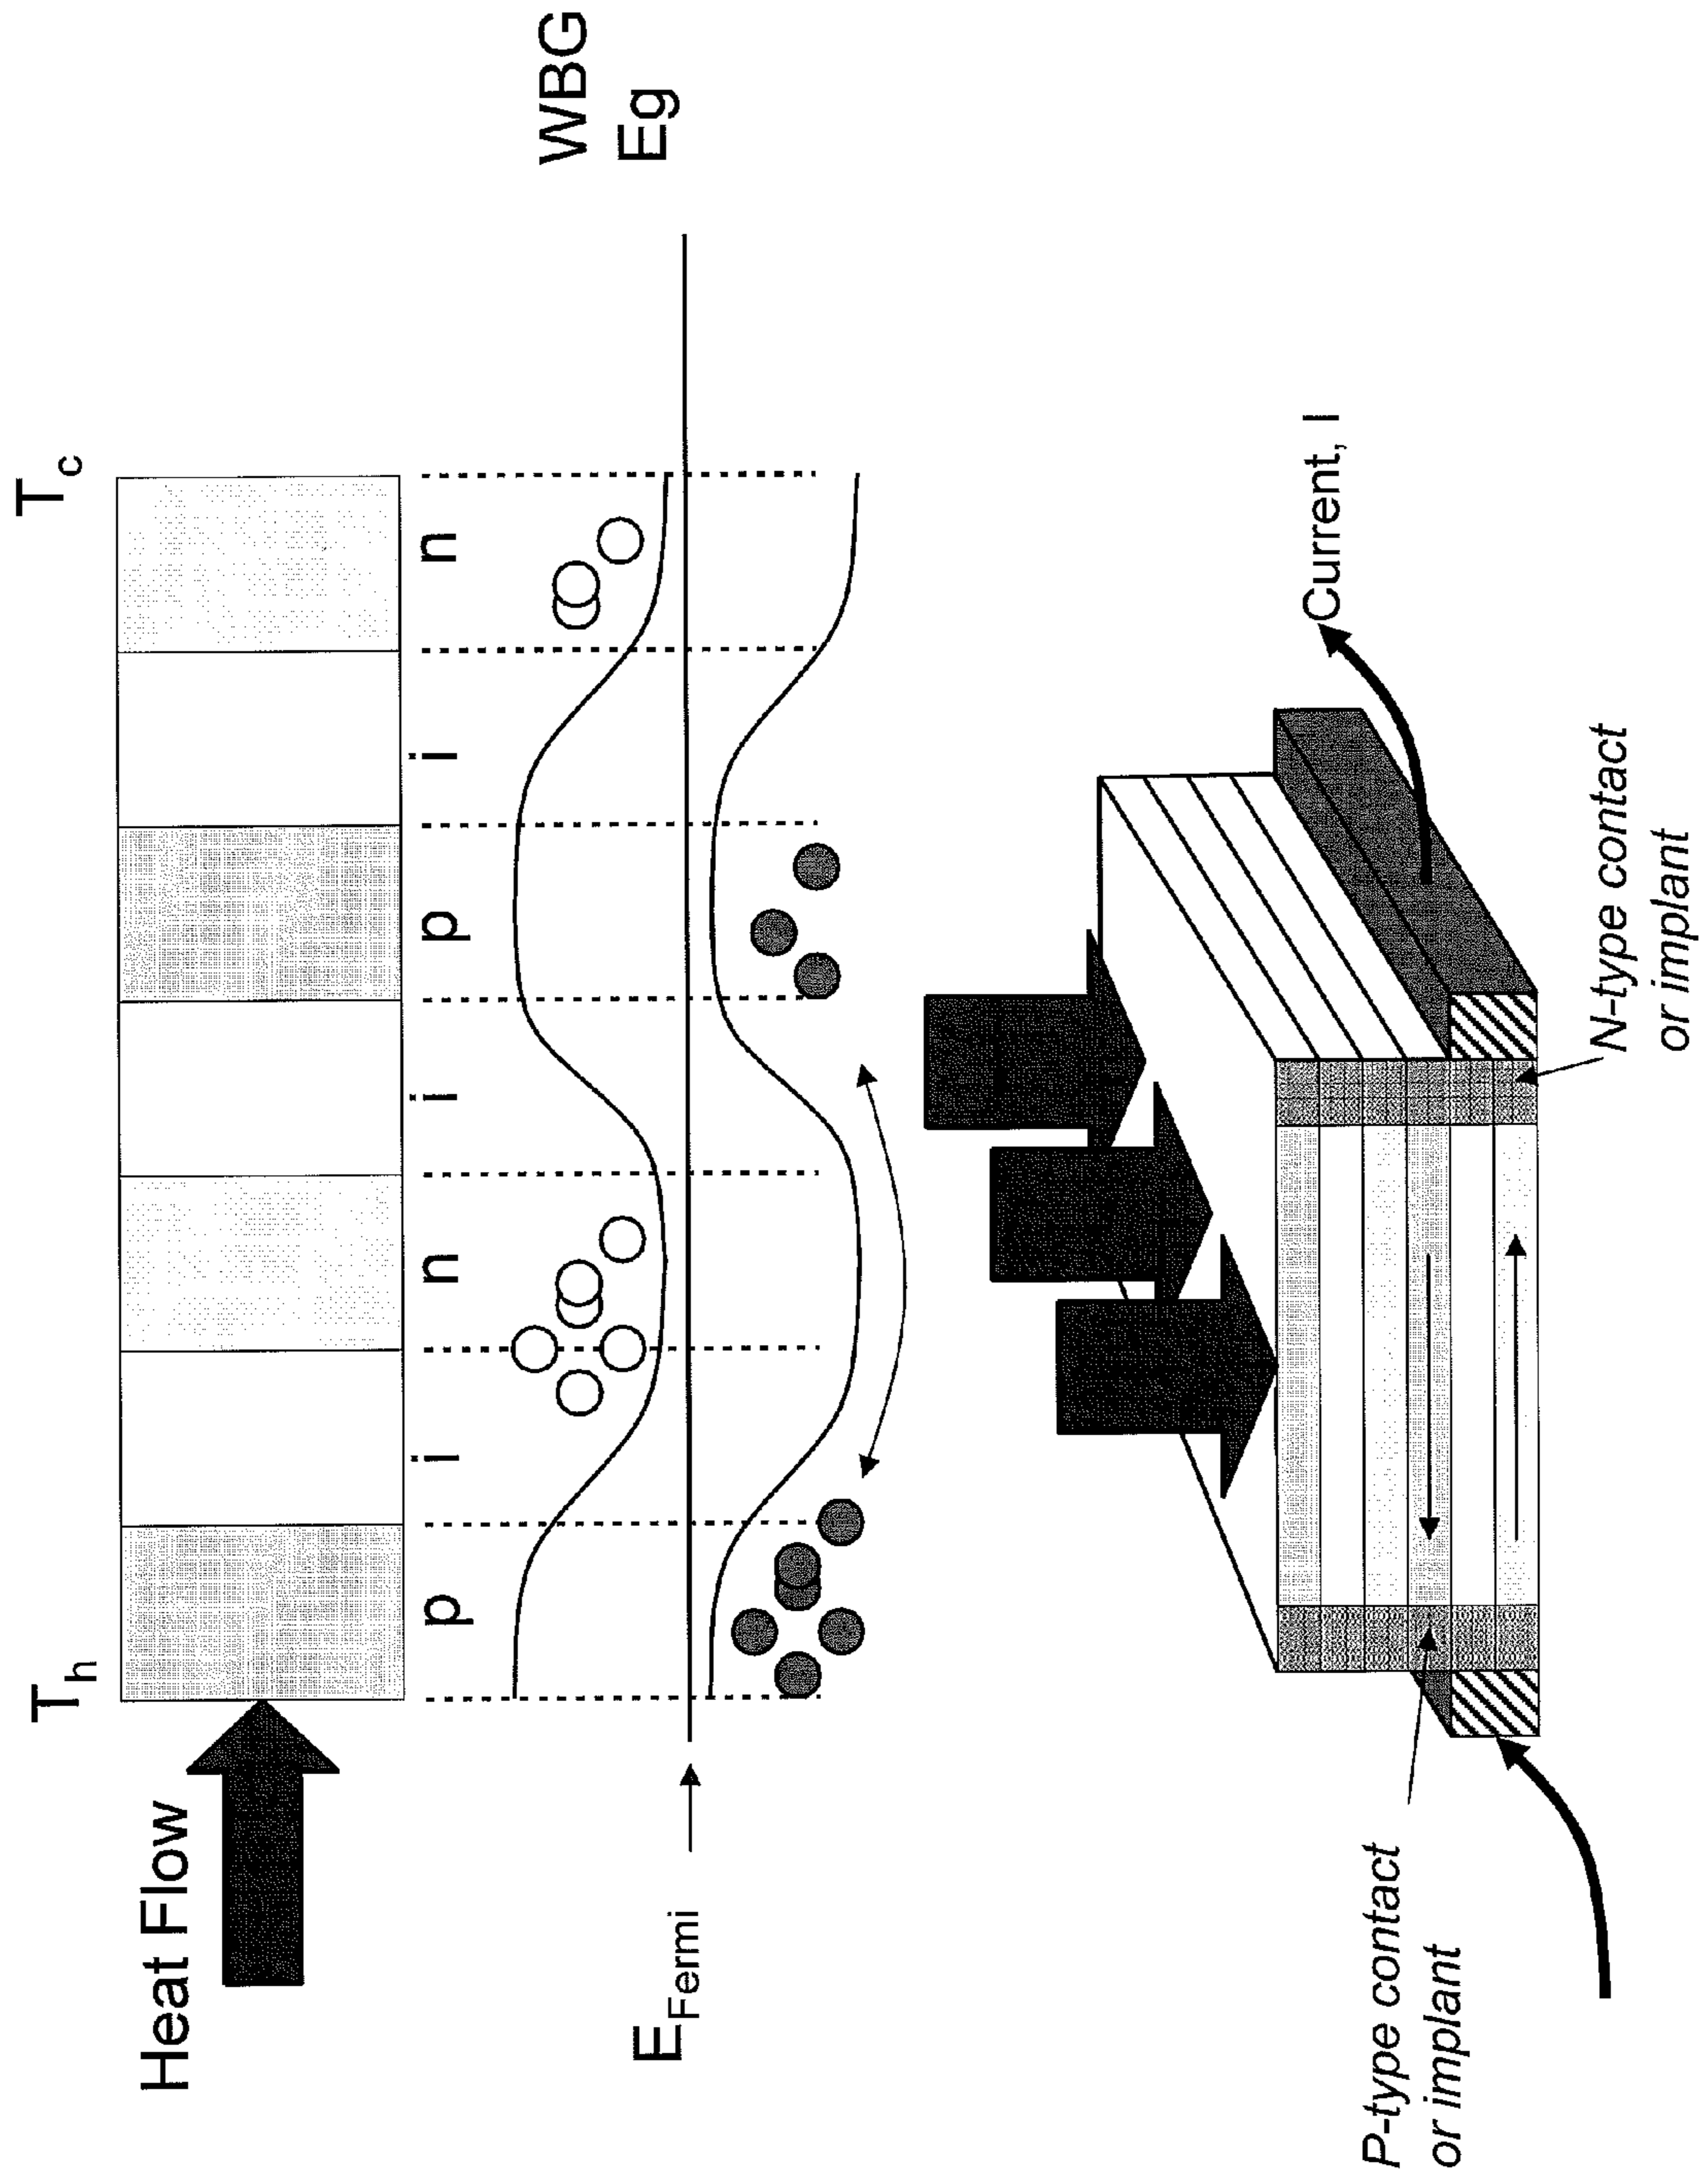 T_h
T_c
Heat Flow
p i n i p i n
WBG
Eg
E_Fermi
Current, I
P-type contact
or implant
N-type contact
or implant